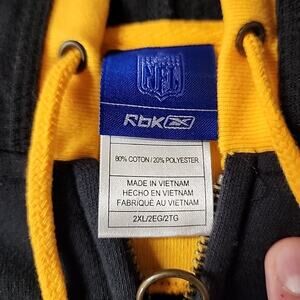 NFL
RbK
80% COTON / 20% POLYESTER
MADE IN VIETNAM
HECHO EN VIETNAM
FABRIQUÉ AU VIETNAM
2XL/2EG/2TG